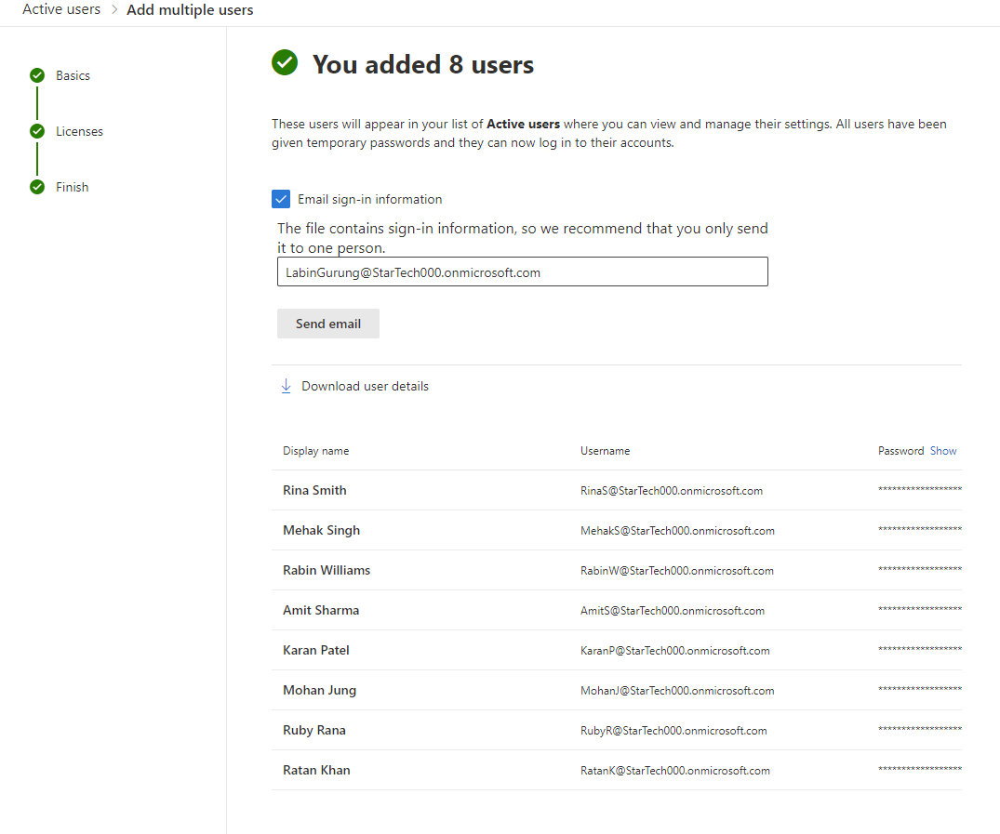 Active users > Add multiple users
Basics
Licenses
Finish
You added 8 users
These users will appear in your list of Active users where you can view and manage their settings. All users have been
given temporary passwords and they can now log in to their accounts.
Email sign-in information
The file contains sign-in information, so we recommend that you only send
it to one person.
LabinGurung@StarTech000.onmicrosoft.com
Send email
Download user details
Display name Username Password Show
Rina Smith RinaS@StarTech000.onmicrosoft.com ******************
Mehak Singh MehakS@StarTech000.onmicrosoft.com ******************
Rabin Williams RabinW@StarTech000.onmicrosoft.com ******************
Amit Sharma AmitS@StarTech000.onmicrosoft.com ******************
Karan Patel KaranP@StarTech000.onmicrosoft.com ******************
Mohan Jung MohanJ@StarTech000.onmicrosoft.com ******************
Ruby Rana RubyR@StarTech000.onmicrosoft.com ******************
Ratan Khan RatanK@StarTech000.onmicrosoft.com ******************